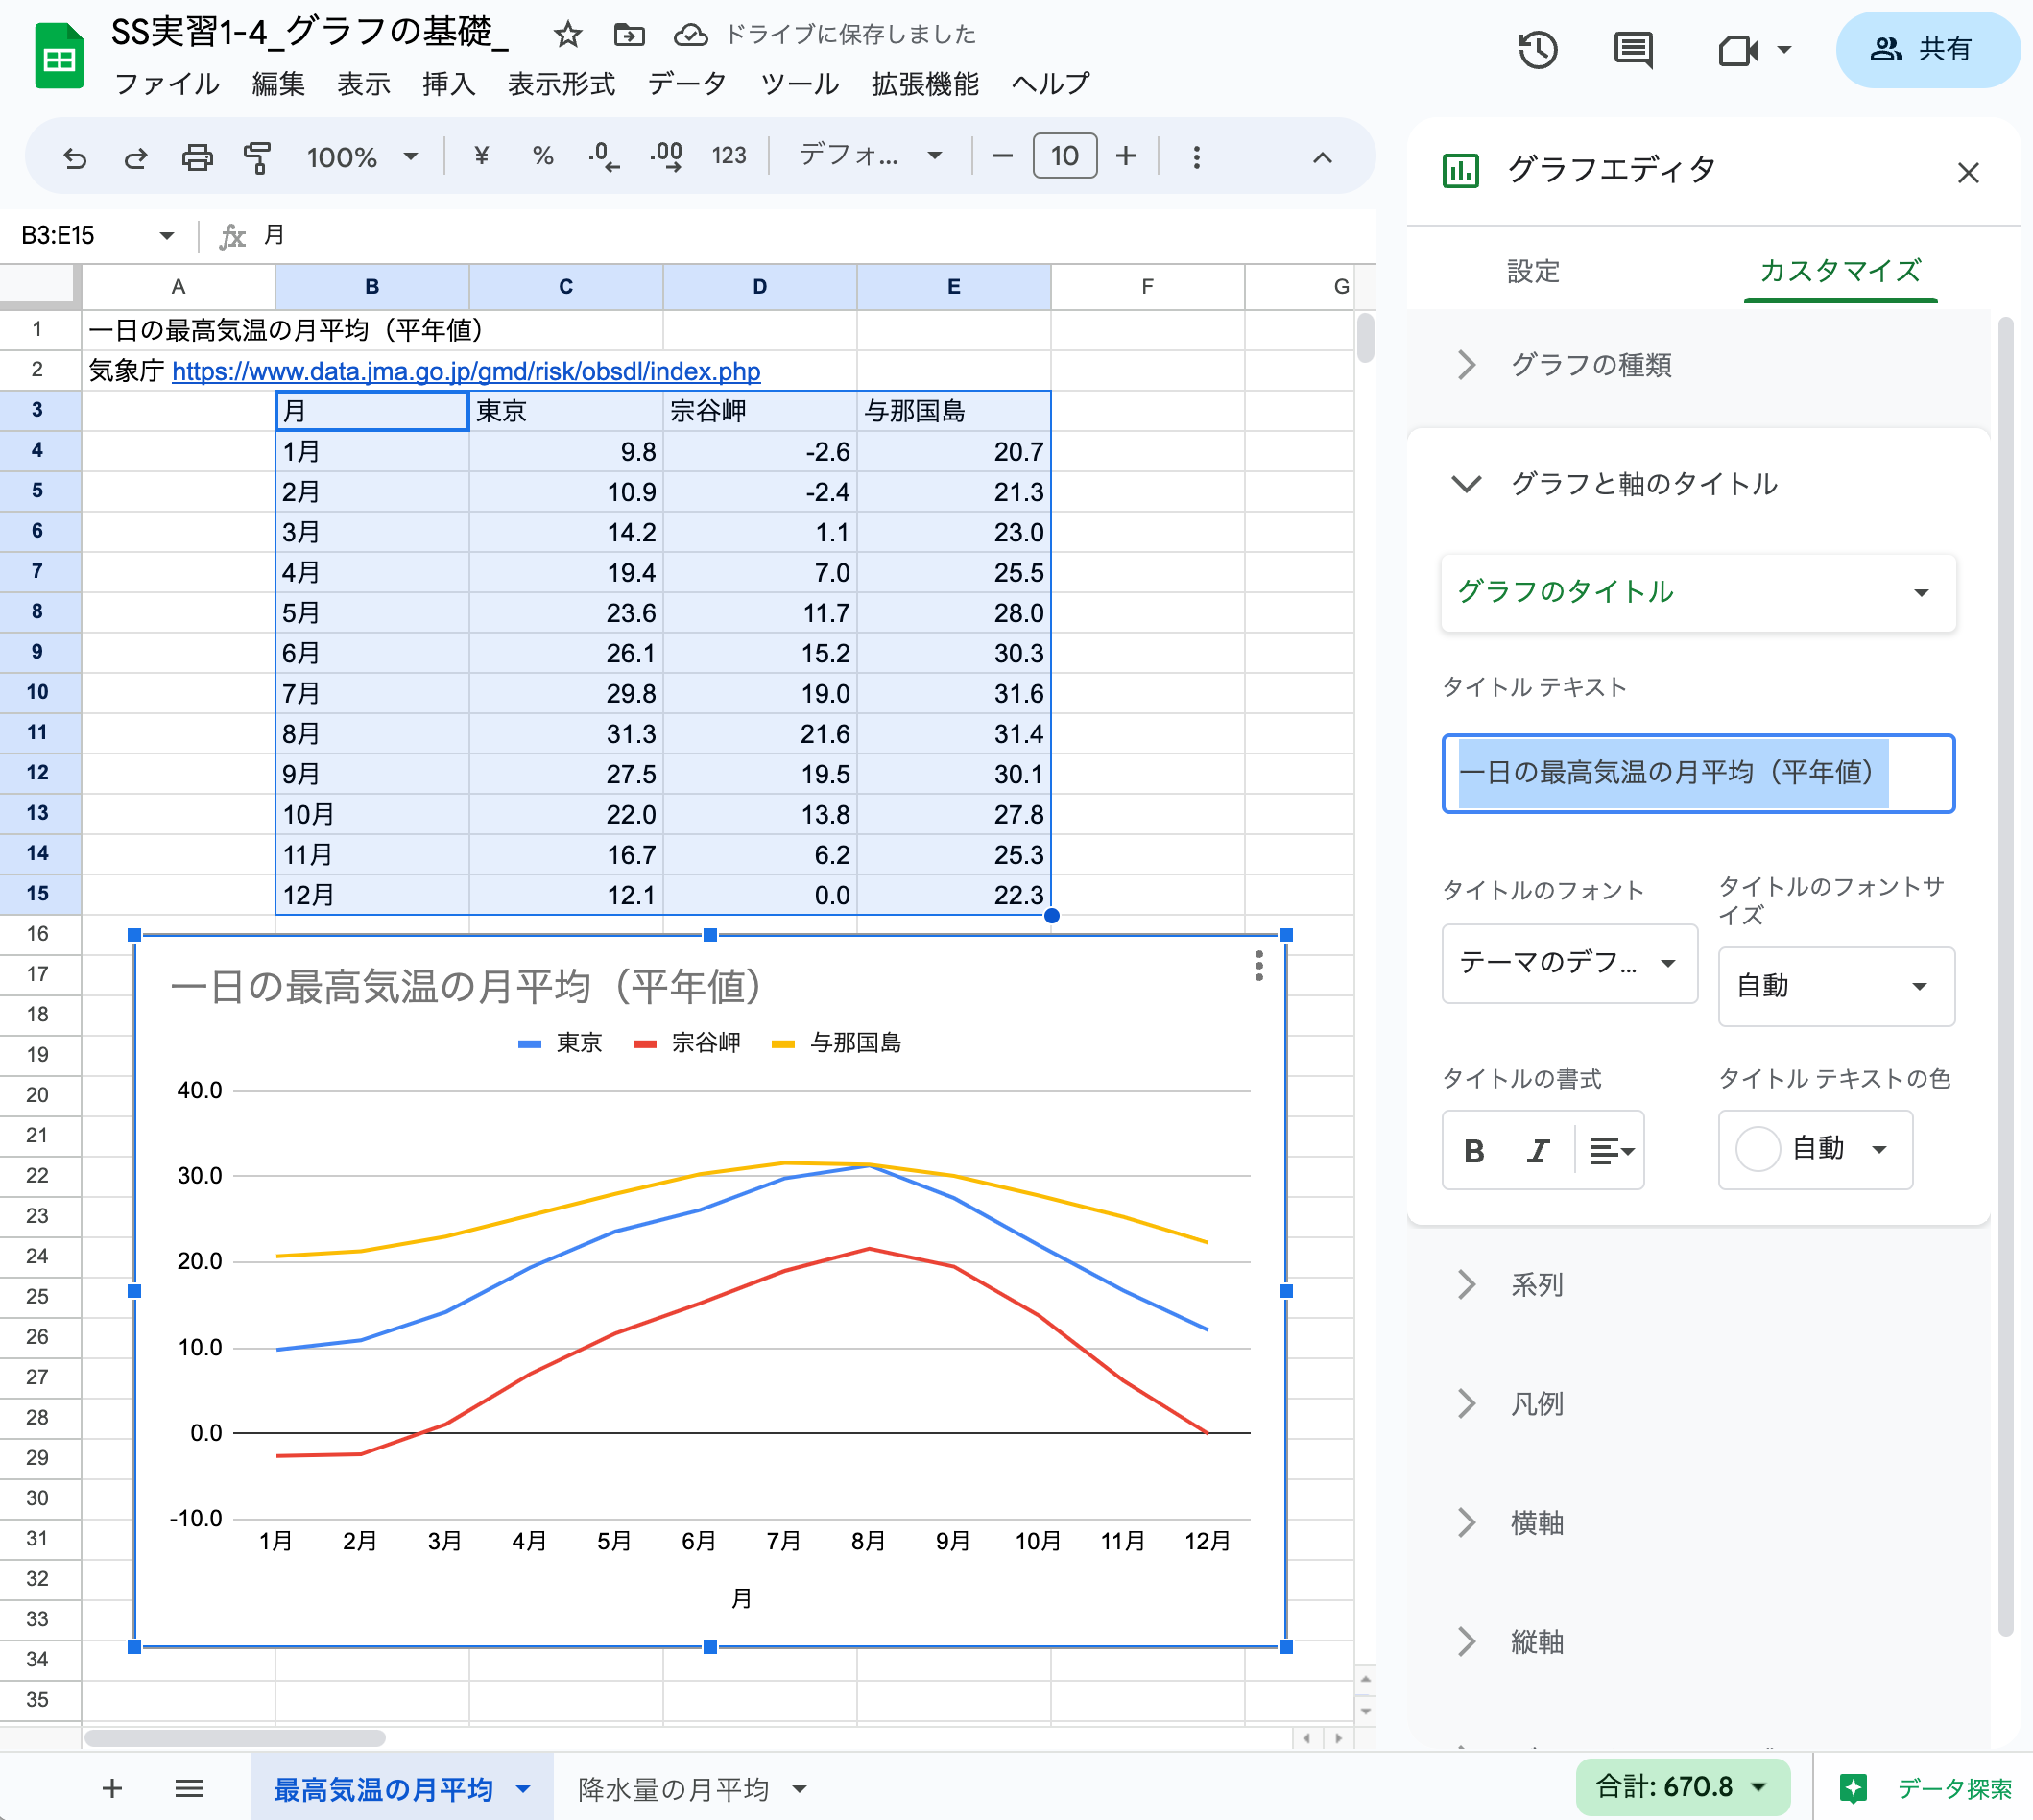 SS実習1-4_グラフの基礎_ ドライブに保存しました
ファイル 編集 表示 挿入 表示形式 データ ツール 拡張機能 ヘルプ
共有
100% ¥ % .0 .00 123 デフォ... 10
B3:E15 月
A B C D E F G
1 一日の最高気温の月平均（平年値）
2 気象庁 https://www.data.jma.go.jp/gmd/risk/obsdl/index.php
3 月 東京 宗谷岬 与那国島
4 1月 9.8 -2.6 20.7
5 2月 10.9 -2.4 21.3
6 3月 14.2 1.1 23.0
7 4月 19.4 7.0 25.5
8 5月 23.6 11.7 28.0
9 6月 26.1 15.2 30.3
10 7月 29.8 19.0 31.6
11 8月 31.3 21.6 31.4
12 9月 27.5 19.5 30.1
13 10月 22.0 13.8 27.8
14 11月 16.7 6.2 25.3
15 12月 12.1 0.0 22.3
16
17
18
19
20
21
22
23
24
25
26
27
28
29
30
31
32
33
34
35
一日の最高気温の月平均（平年値）
東京 宗谷岬 与那国島
40.0
30.0
20.0
10.0
0.0
-10.0
1月 2月 3月 4月 5月 6月 7月 8月 9月 10月 11月 12月
月
グラフエディタ
設定 カスタマイズ
グラフの種類
グラフと軸のタイトル
グラフのタイトル
タイトル テキスト
一日の最高気温の月平均（平年値）
タイトルのフォント
テーマのデフ...
タイトルのフォントサ
イズ
自動
タイトルの書式
B I
タイトル テキストの色
自動
系列
凡例
横軸
縦軸
最高気温の月平均 降水量の月平均 合計: 670.8 データ探索